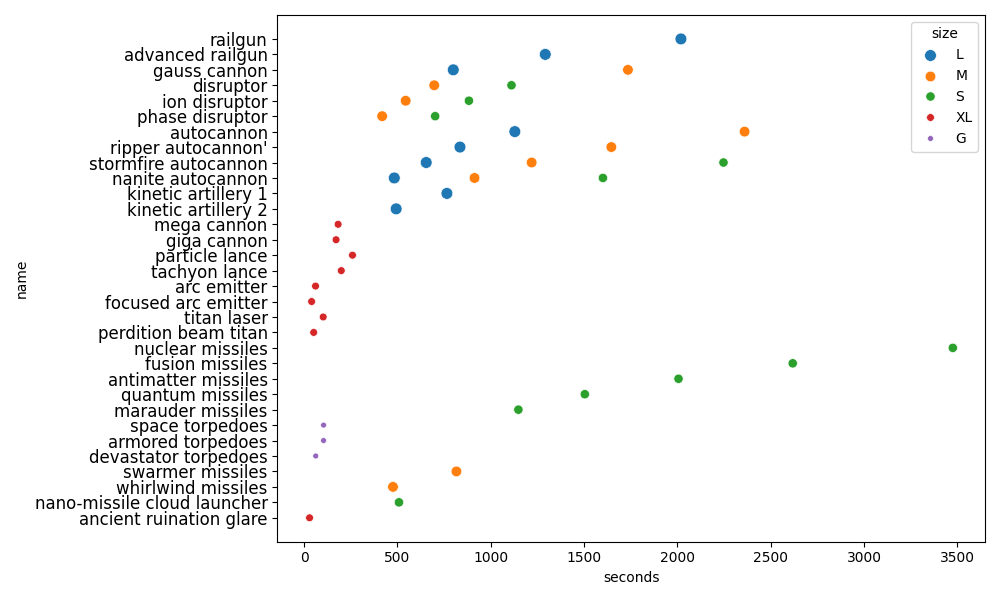 railgun
advanced railgun
gauss cannon
disruptor
ion disruptor
phase disruptor
autocannon
ripper autocannon'
stormfire autocannon
nanite autocannon
kinetic artillery 1
kinetic artillery 2
mega cannon
giga cannon
particle lance
tachyon lance
arc emitter
focused arc emitter
titan laser
perdition beam titan
nuclear missiles
fusion missiles
antimatter missiles
quantum missiles
marauder missiles
space torpedoes
armored torpedoes
devastator torpedoes
swarmer missiles
whirlwind missiles
nano-missile cloud launcher
ancient ruination glare
name
0 500 1000 1500 2000 2500 3000 3500
seconds
size
L
M
S
XL
G